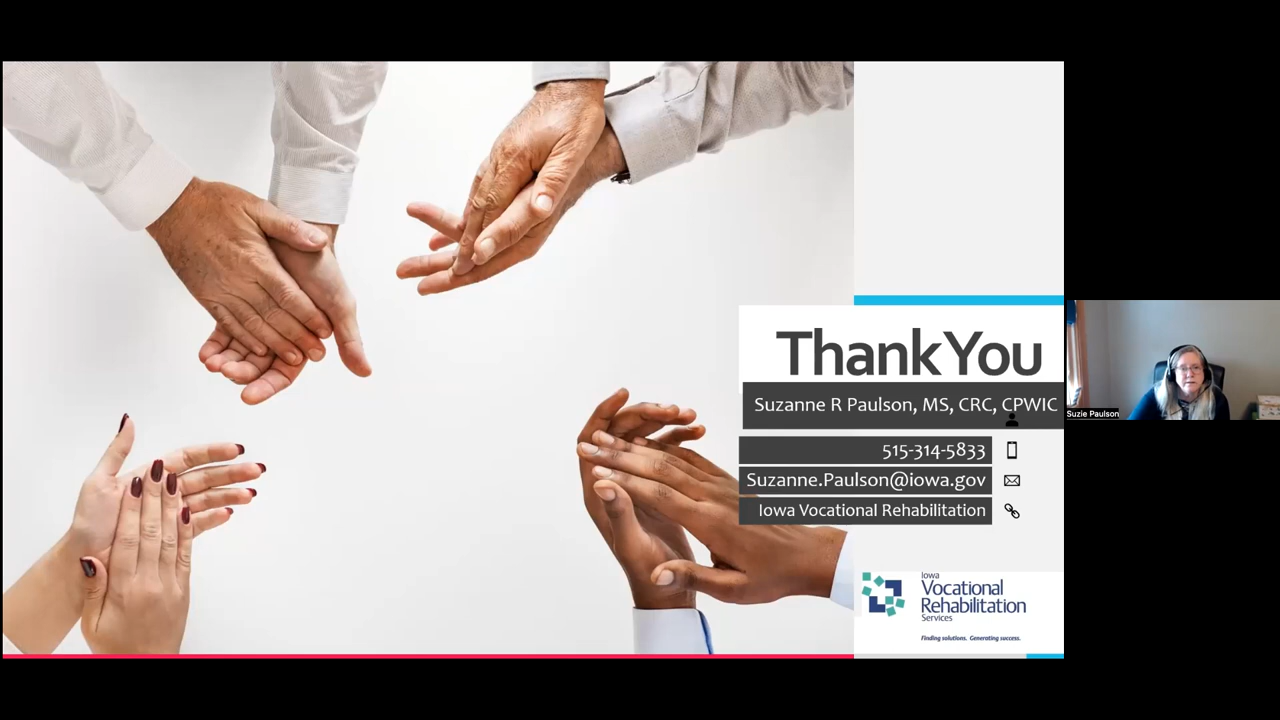 Thank You
Suzanne R Paulson, MS, CRC, CPWIC
515-314-5833
Suzanne.Paulson@iowa.gov
Iowa Vocational Rehabilitation
Iowa
Vocational
Rehabilitation
Services
Finding solutions. Generating success.
Suzie Paulson